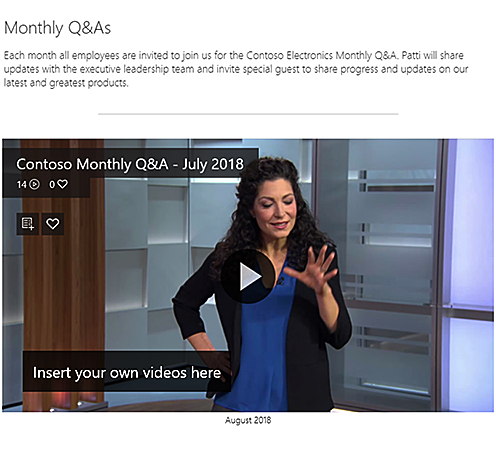 Monthly Q&As
Each month all employees are invited to join us for the Contoso Electronics Monthly Q&A. Patti will share
updates with the executive leadership team and invite special guest to share progress and updates on our
latest and greatest products.
Contoso Monthly Q&A - July 2018
14 0
Insert your own videos here
August 2018